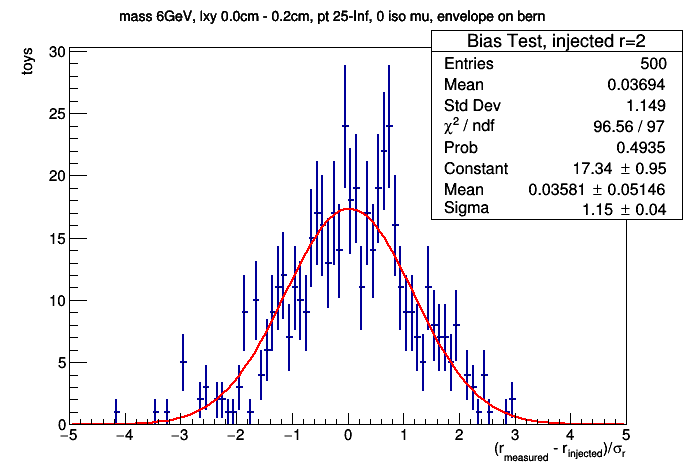 mass 6GeV, lxy 0.0cm - 0.2cm, pt 25-Inf, 0 iso mu, envelope on bern
Bias Test, injected r=2
Entries 500
Mean 0.03694
Std Dev 1.149
χ² / ndf 96.56 / 97
Prob 0.4935
Constant 17.34 ± 0.95
Mean 0.03581 ± 0.05146
Sigma 1.15 ± 0.04
toys
30
25
20
15
10
5
0
−5 −4 −3 −2 −1 0 1 2 3 4 5
(r_measured - r_injected)/σ_r